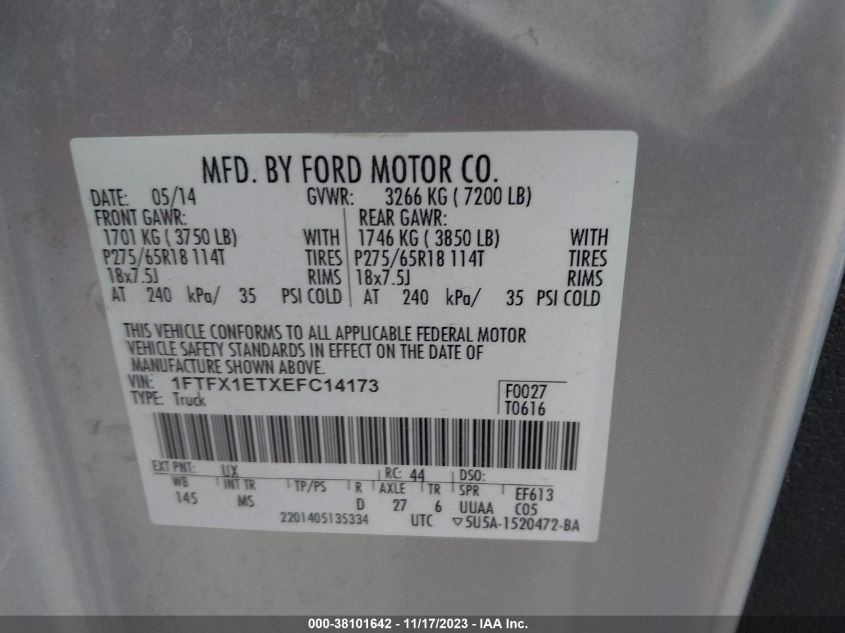 MFD. BY FORD MOTOR CO.
DATE: 05/14 GVWR: 3266 KG ( 7200 LB)
FRONT GAWR: REAR GAWR:
1701 KG ( 3750 LB) WITH 1746 KG ( 3850 LB) WITH
P275/65R18 114T TIRES P275/65R18 114T TIRES
18x7.5J RIMS 18x7.5J RIMS
AT 240 kPa/ 35 PSI COLD AT 240 kPa/ 35 PSI COLD
THIS VEHICLE CONFORMS TO ALL APPLICABLE FEDERAL MOTOR
VEHICLE SAFETY STANDARDS IN EFFECT ON THE DATE OF
MANUFACTURE SHOWN ABOVE.
VIN: 1FTFX1ETXEFC14173 F0027
TYPE: Truck T0616
EXT PNT: UX RC: 44 DSO:
WB INT TR TP/PS R AXLE TR SPR EF613
145 MS D 27 6 UUAA C05
2201405135334 UTC ▽5U5A-1520472-BA
000-38101642 - 11/17/2023 - IAA Inc.